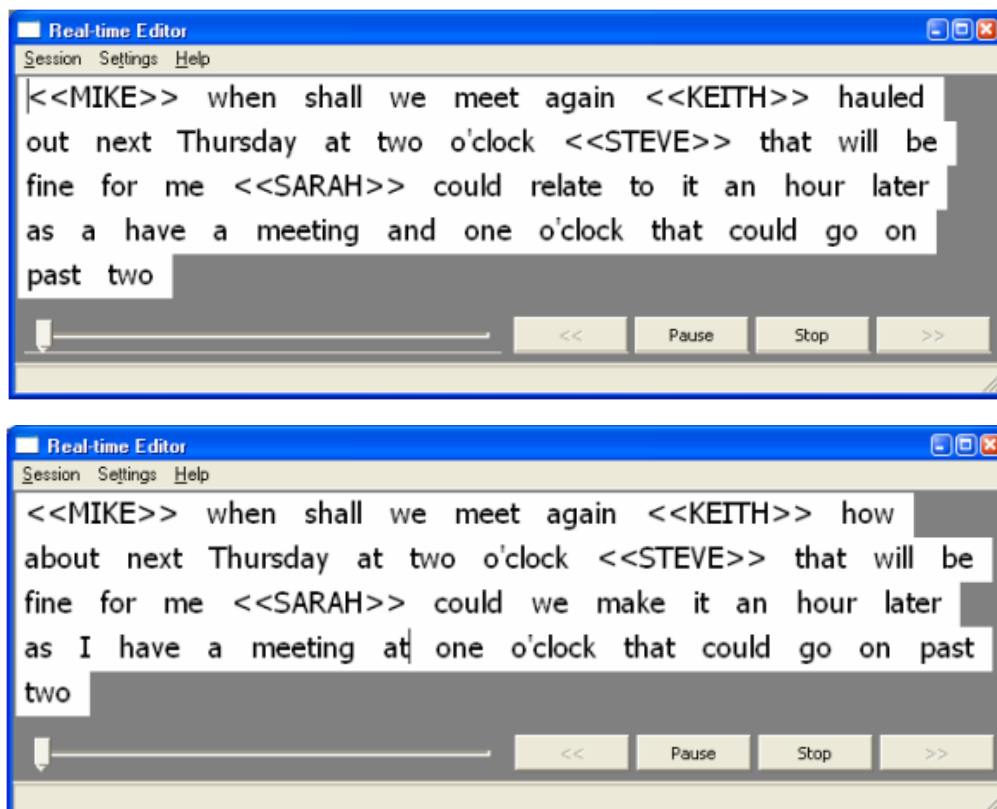 Real-time Editor
Session Settings Help
<<MIKE>> when shall we meet again <<KEITH>> hauled
out next Thursday at two o'clock <<STEVE>> that will be
fine for me <<SARAH>> could relate to it an hour later
as a have a meeting and one o'clock that could go on
past two
<< Pause Stop >>
Real-time Editor
Session Settings Help
<<MIKE>> when shall we meet again <<KEITH>> how
about next Thursday at two o'clock <<STEVE>> that will be
fine for me <<SARAH>> could we make it an hour later
as I have a meeting at one o'clock that could go on past
two
<< Pause Stop >>